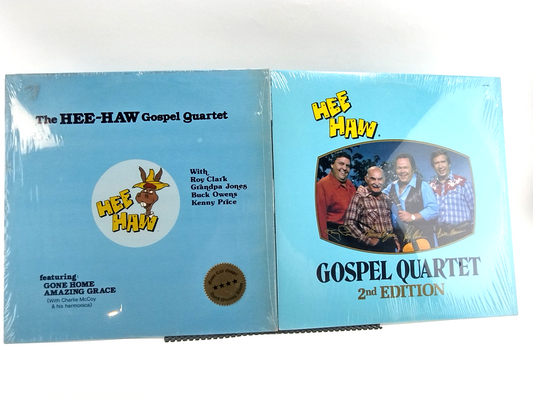 The HEE-HAW Gospel Quartet
With
Roy Clark
Grandpa Jones
Buck Owens
Kenny Price
HEE
HAW
featuring
GONE HOME
AMAZING GRACE
(With Charlie McCoy
& his harmonica)
HEE
HAW
GOSPEL QUARTET
2nd EDITION